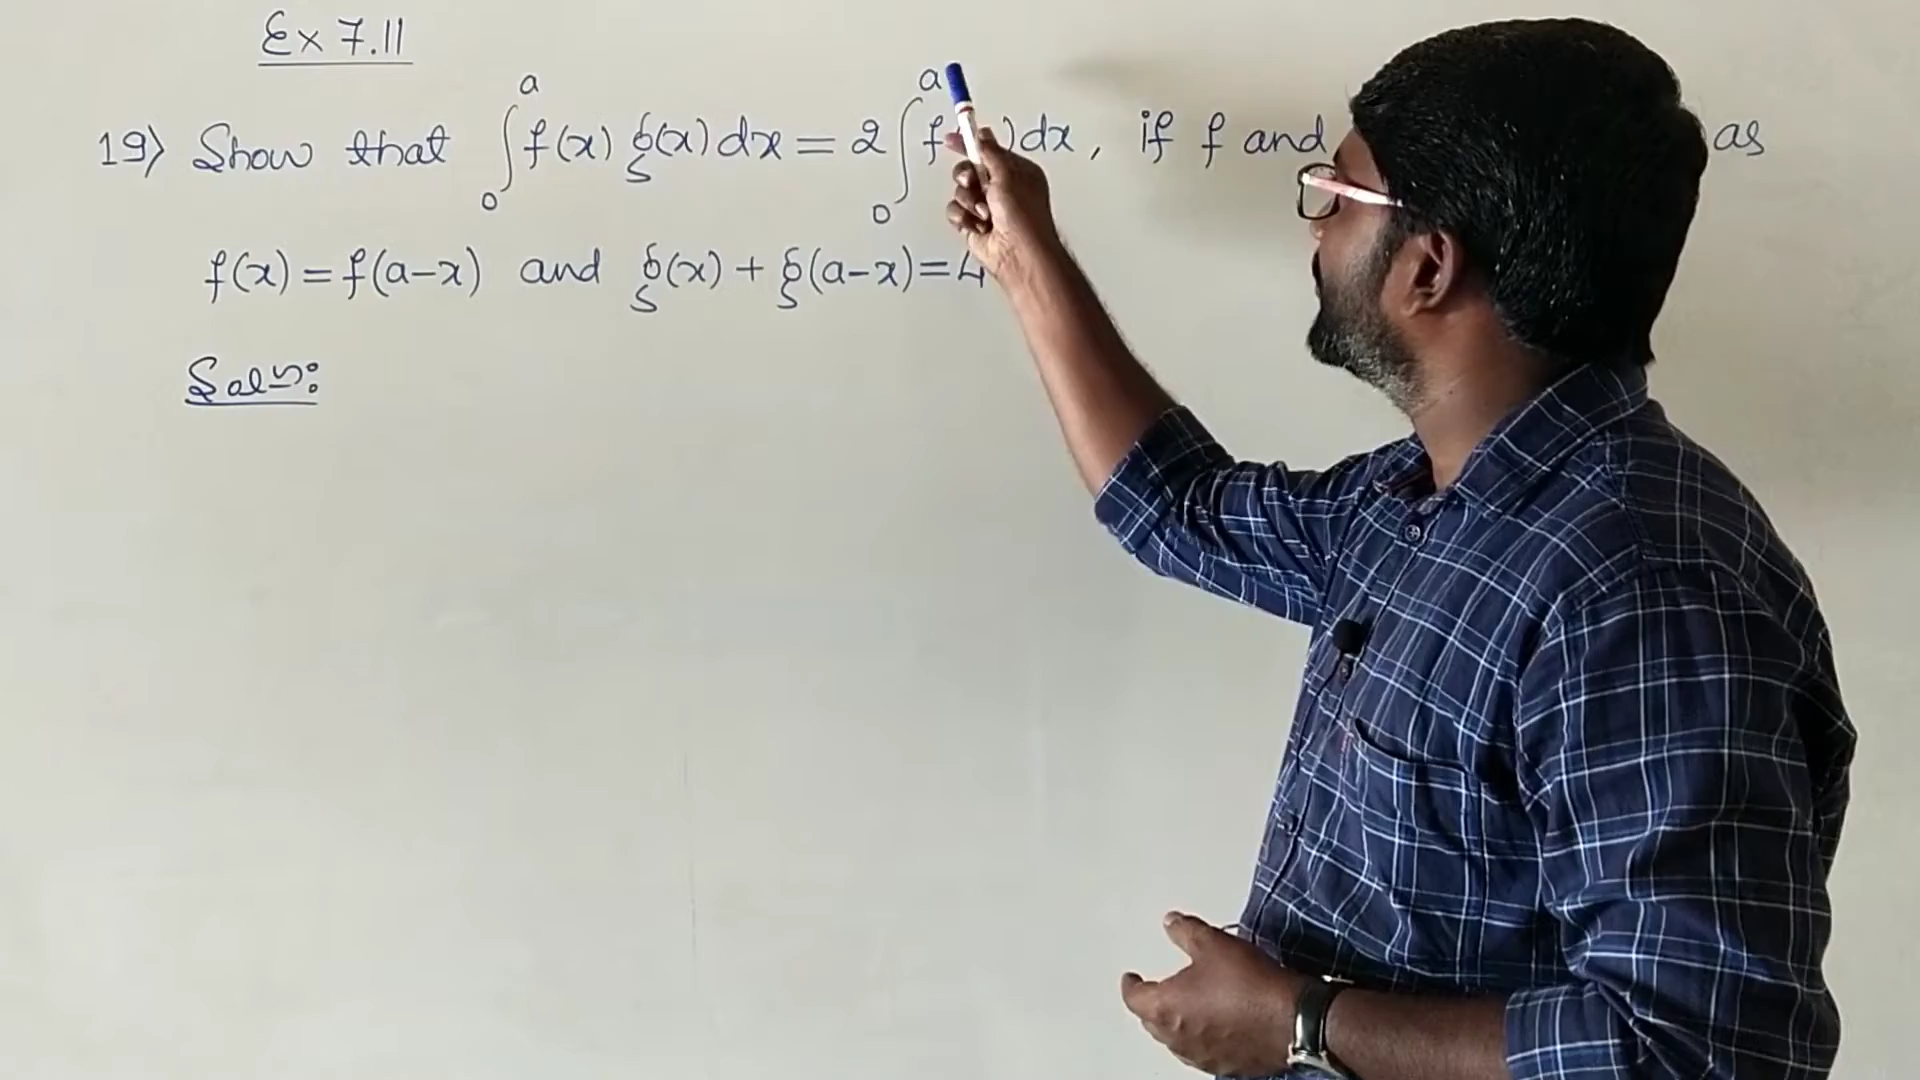 Ex 7.11
19) Show that ∫₀ᵃ f(x) g(x) dx = 2 ∫₀ᵃ f( )dx, if f and as
f(x) = f(a-x) and g(x) + g(a-x) = 4
Soln: